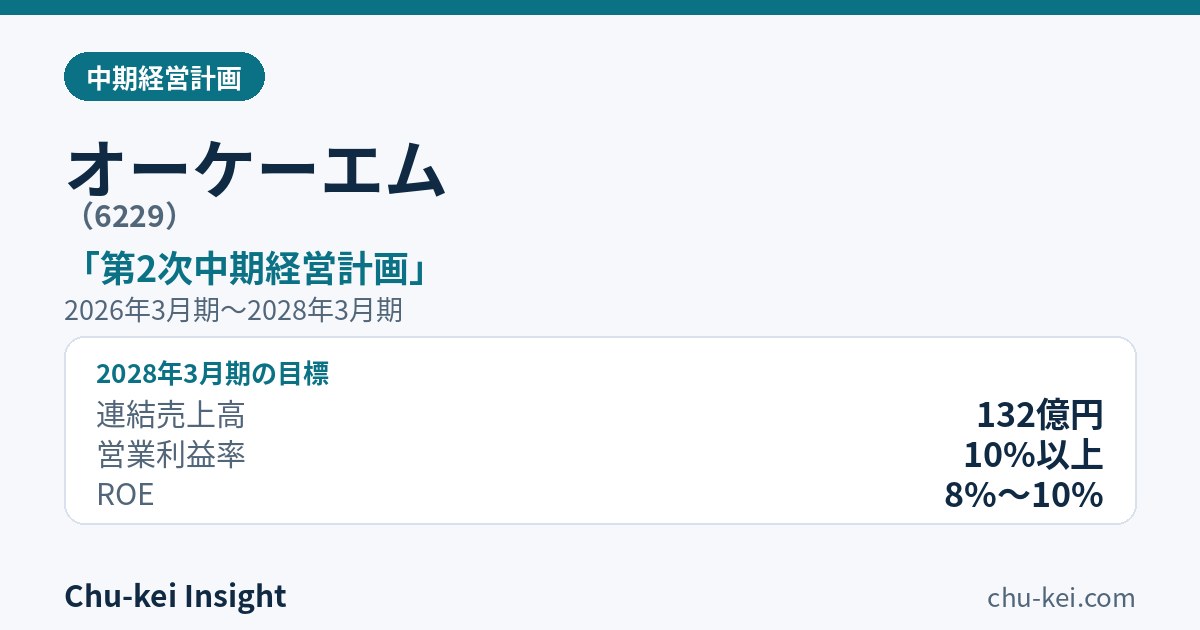 中期経営計画
オーケーエム
（6229）
「第2次中期経営計画」
2026年3月期〜2028年3月期
2028年3月期の目標
連結売上高 132億円
営業利益率 10%以上
ROE 8%〜10%
Chu-kei Insight chu-kei.com